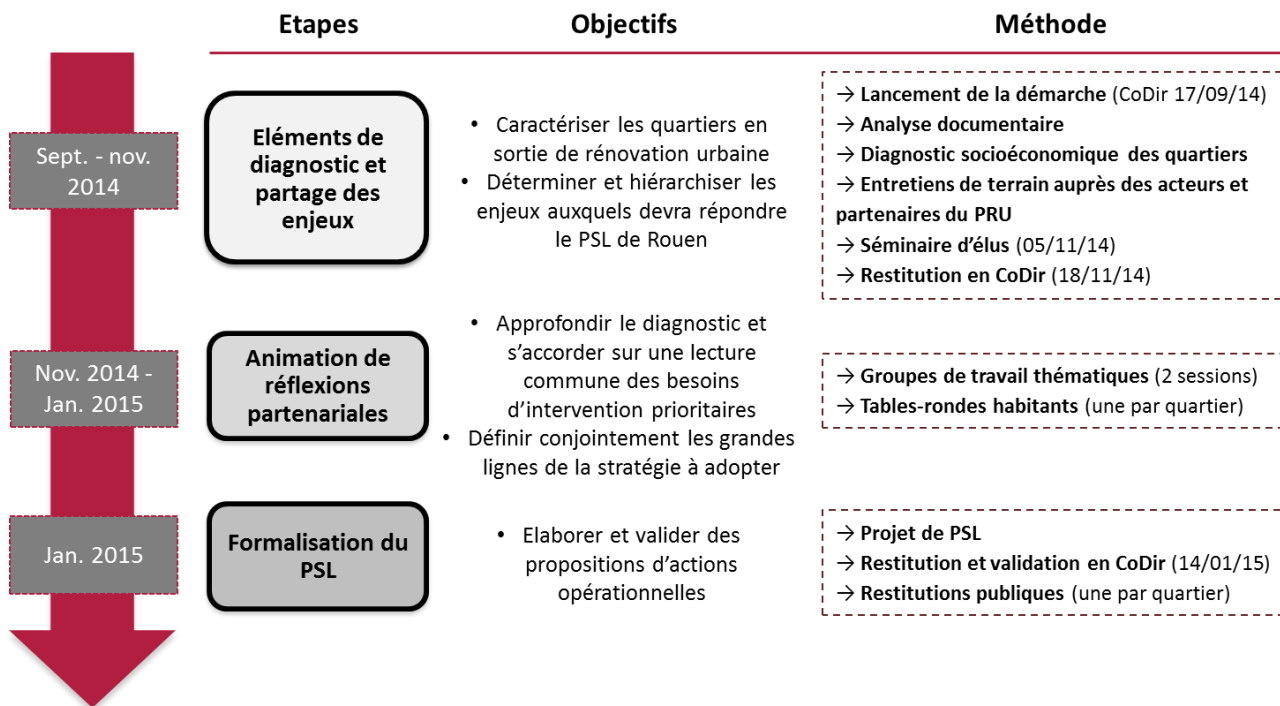 Etapes
Objectifs
Méthode
Sept. - nov.
2014
Eléments de
diagnostic et
partage des
enjeux
• Caractériser les quartiers en
sortie de rénovation urbaine
• Déterminer et hiérarchiser les
enjeux auxquels devra répondre
le PSL de Rouen
→ Lancement de la démarche (CoDir 17/09/14)
→ Analyse documentaire
→ Diagnostic socioéconomique des quartiers
→ Entretiens de terrain auprès des acteurs et
partenaires du PRU
→ Séminaire d’élus (05/11/14)
→ Restitution en CoDir (18/11/14)
Nov. 2014 -
Jan. 2015
Animation de
réflexions
partenariales
• Approfondir le diagnostic et
s’accorder sur une lecture
commune des besoins
d’intervention prioritaires
• Définir conjointement les grandes
lignes de la stratégie à adopter
→ Groupes de travail thématiques (2 sessions)
→ Tables-rondes habitants (une par quartier)
Jan. 2015
Formalisation du
PSL
• Elaborer et valider des
propositions d’actions
opérationnelles
→ Projet de PSL
→ Restitution et validation en CoDir (14/01/15)
→ Restitutions publiques (une par quartier)